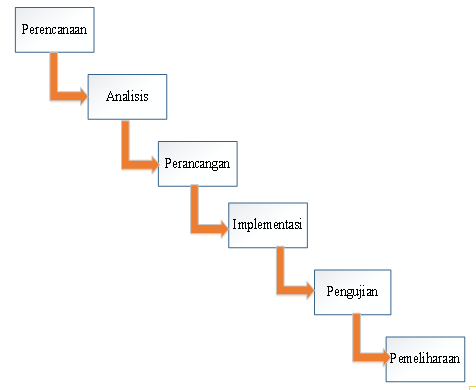 Perencanaan
Analisis
Perancangan
Implementasi
Pengujian
Pemeliharaan